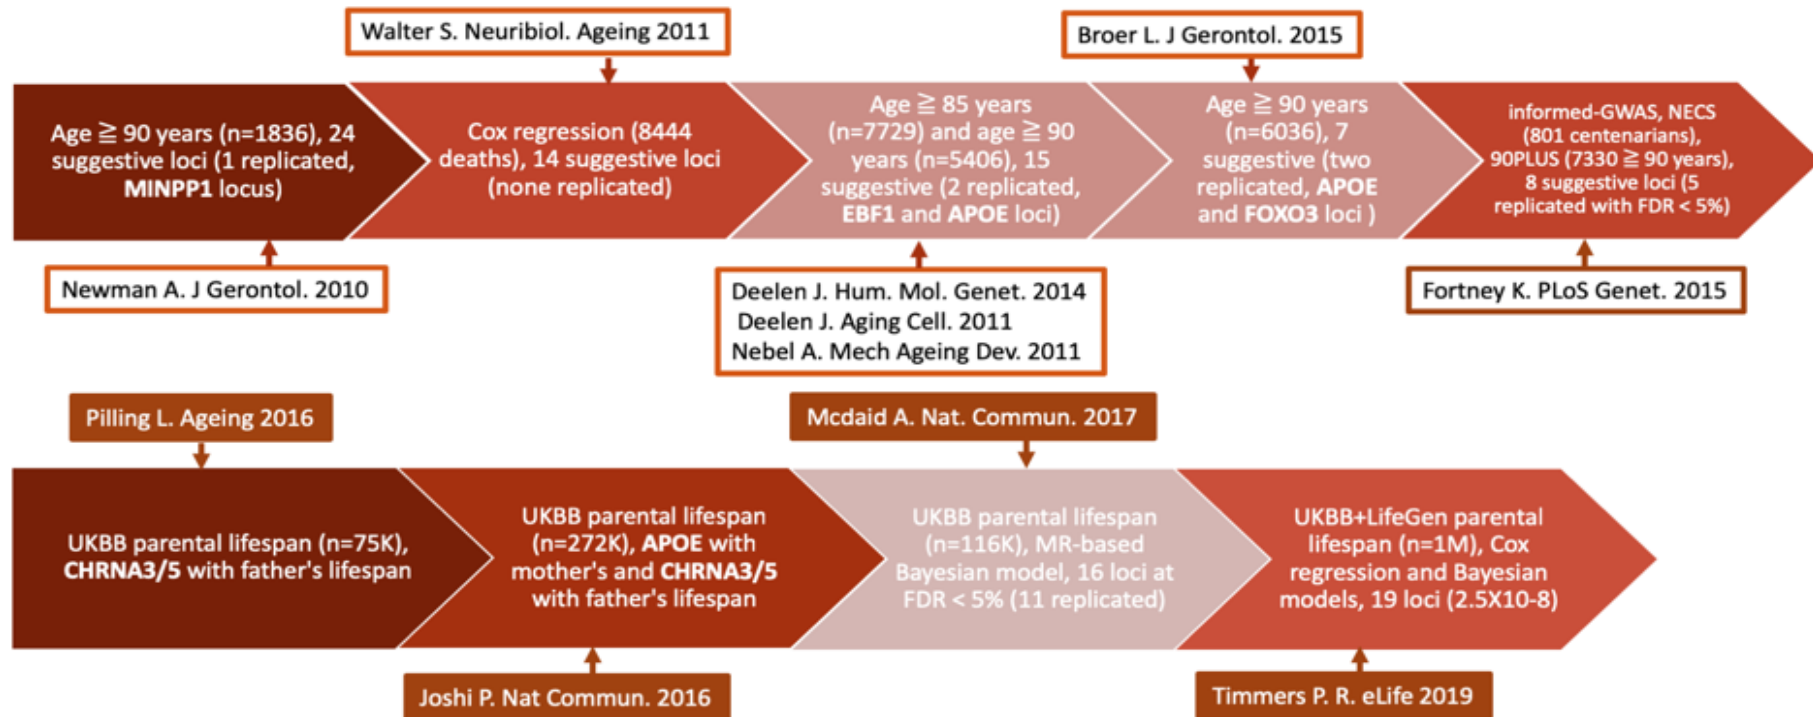 Walter S. Neuribiol. Ageing 2011
Broer L. J Gerontol. 2015
Age ≧ 90 years (n=1836), 24
suggestive loci (1 replicated,
MINPP1 locus)
Cox regression (8444
deaths), 14 suggestive loci
(none replicated)
Age ≧ 85 years
(n=7729) and age ≧ 90
years (n=5406), 15
suggestive (2 replicated,
EBF1 and APOE loci)
Age ≧ 90 years
(n=6036), 7
suggestive (two
replicated, APOE
and FOXO3 loci )
informed-GWAS, NECS
(801 centenarians),
90PLUS (7330 ≧ 90 years),
8 suggestive loci (5
replicated with FDR < 5%)
Newman A. J Gerontol. 2010
Deelen J. Hum. Mol. Genet. 2014
Deelen J. Aging Cell. 2011
Nebel A. Mech Ageing Dev. 2011
Fortney K. PLoS Genet. 2015
Pilling L. Ageing 2016
Mcdaid A. Nat. Commun. 2017
UKBB parental lifespan (n=75K),
CHRNA3/5 with father's lifespan
UKBB parental lifespan
(n=272K), APOE with
mother's and CHRNA3/5
with father's lifespan
UKBB parental lifespan
(n=116K), MR-based
Bayesian model, 16 loci at
FDR < 5% (11 replicated)
UKBB+LifeGen parental
lifespan (n=1M), Cox
regression and Bayesian
models, 19 loci (2.5X10-8)
Joshi P. Nat Commun. 2016
Timmers P. R. eLife 2019